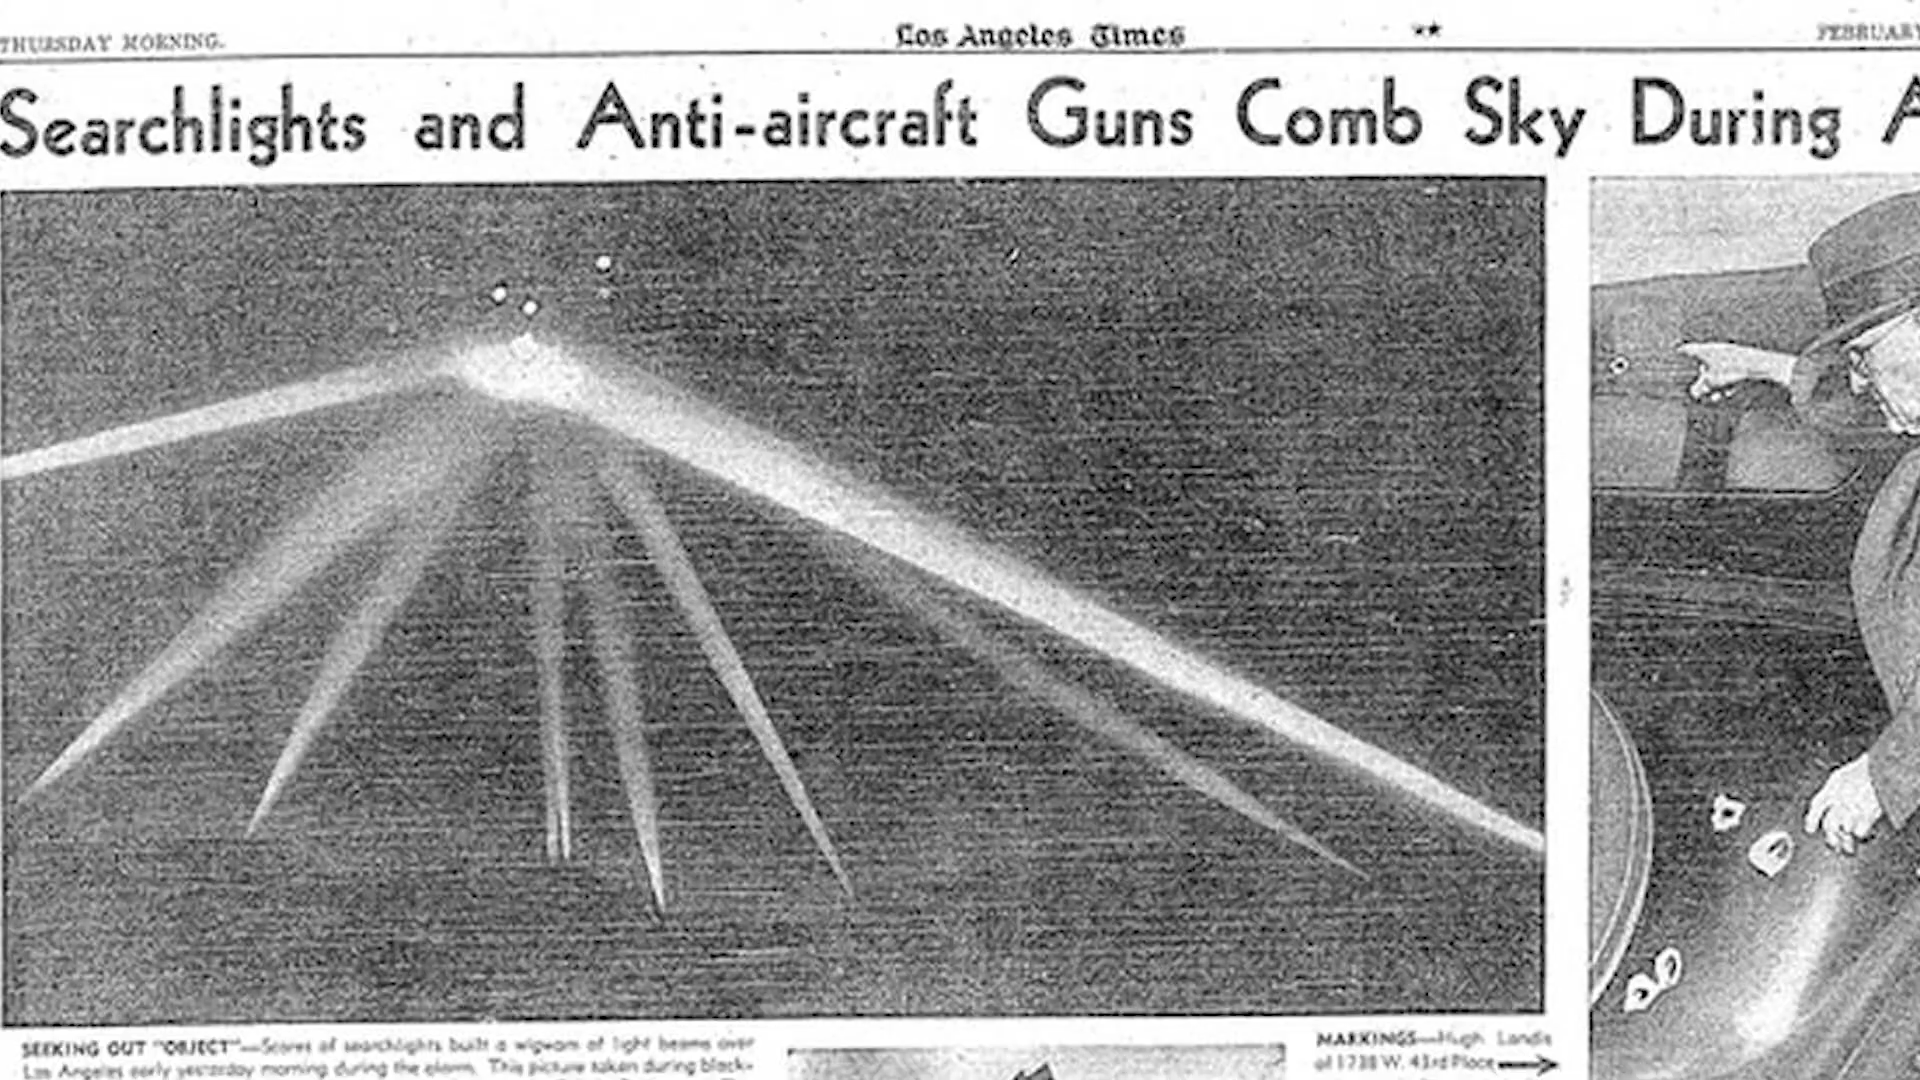 THURSDAY MORNING.
Los Angeles Times
FEBRUARY
Searchlights and Anti-aircraft Guns Comb Sky During A
SEEKING OUT "OBJECT"—Scores of searchlights built a wigwam of light beams over
Los Angeles early yesterday morning during the alarm. This picture taken during black-
MARKINGS—Hugh Landis
of 1738 W. 43rd Place